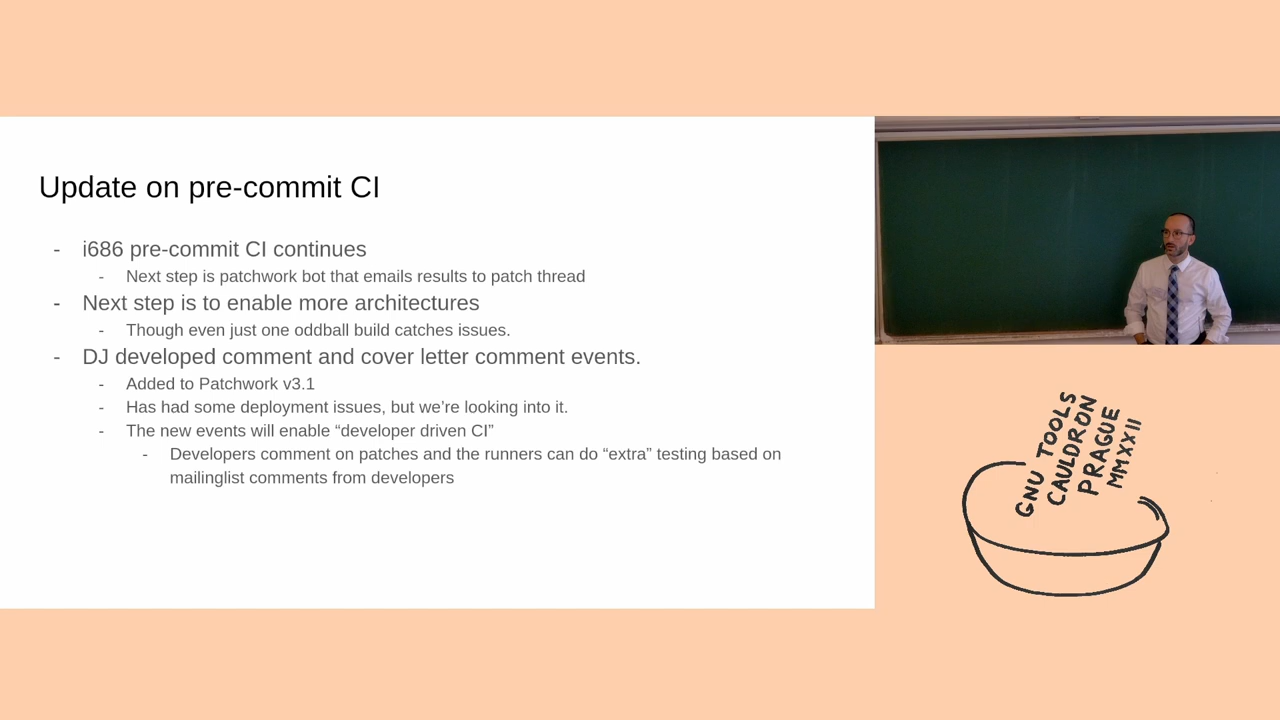 Update on pre-commit CI
- i686 pre-commit CI continues
- Next step is patchwork bot that emails results to patch thread
- Next step is to enable more architectures
- Though even just one oddball build catches issues.
- DJ developed comment and cover letter comment events.
- Added to Patchwork v3.1
- Has had some deployment issues, but we’re looking into it.
- The new events will enable “developer driven CI”
- Developers comment on patches and the runners can do “extra” testing based on
mailinglist comments from developers
GNU TOOLS
CAULDRON
PRAGUE
MMXXII